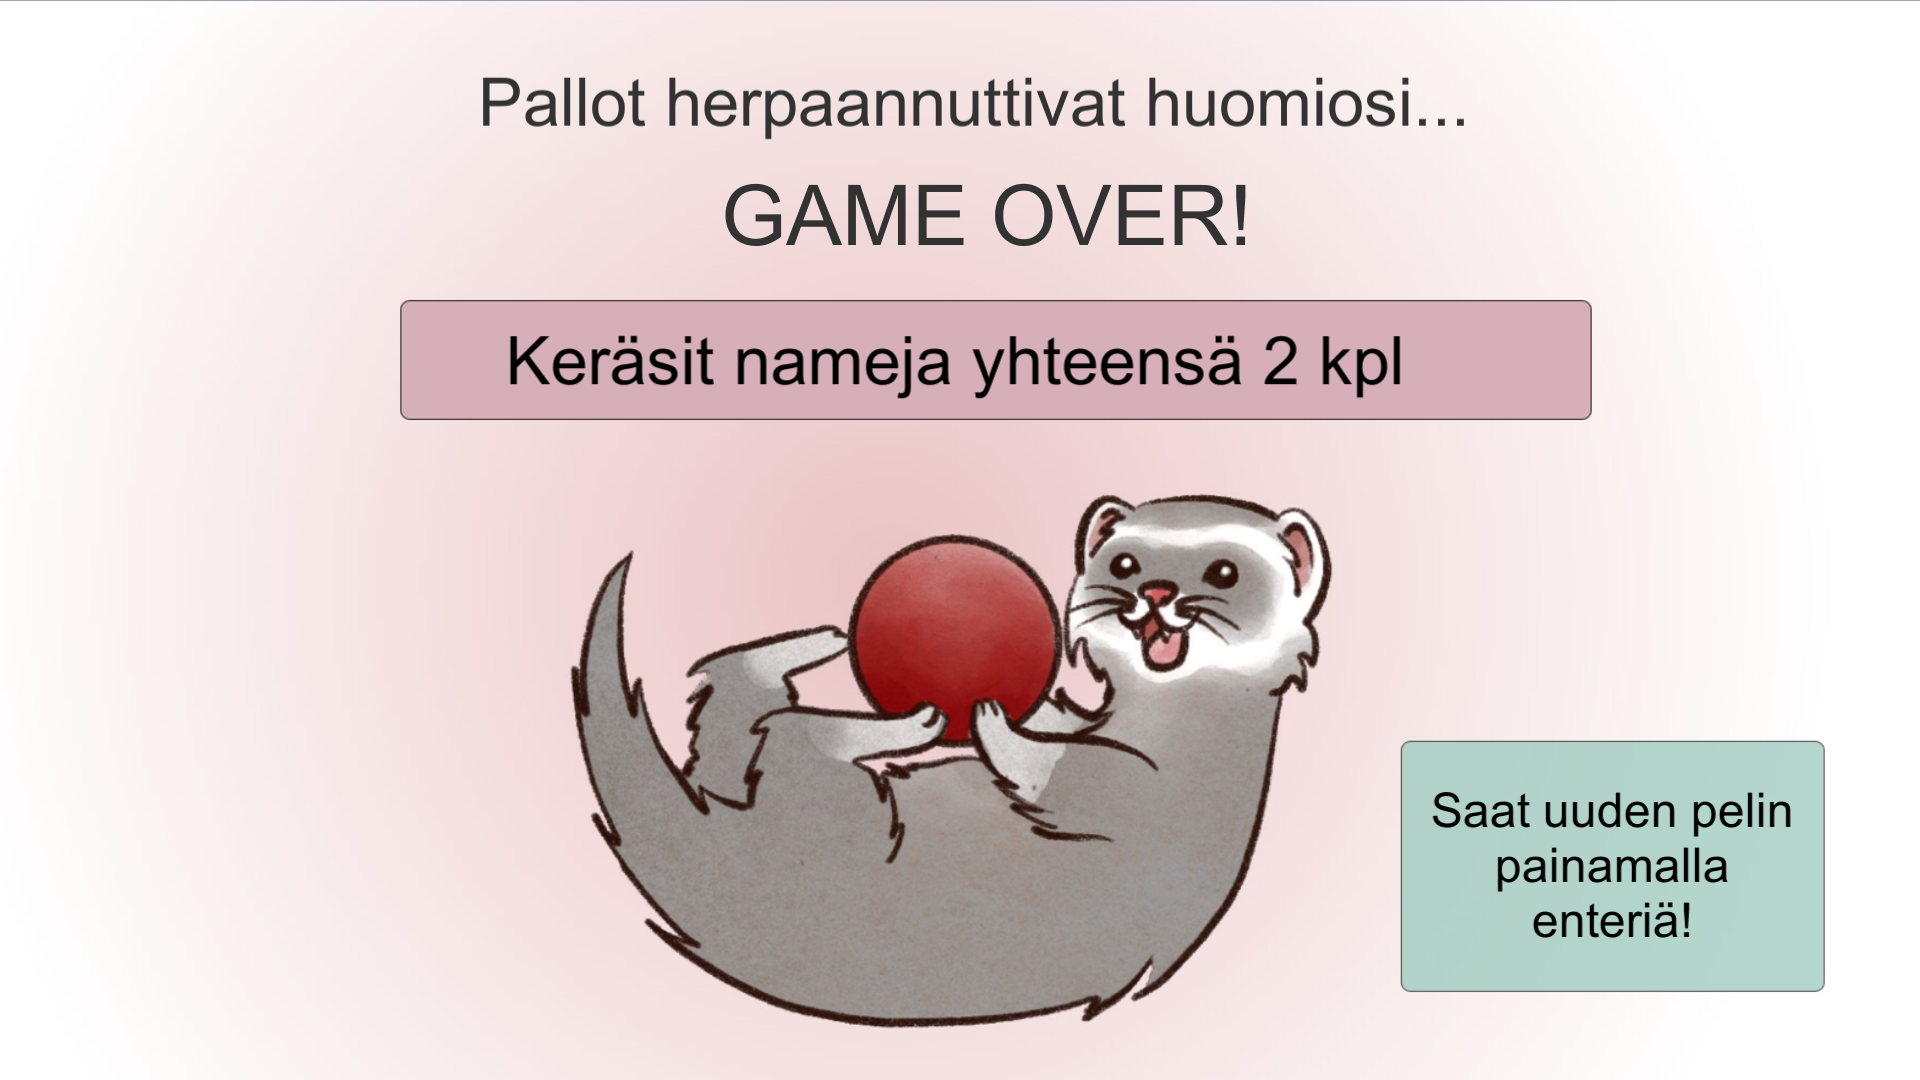 Pallot herpaannuttivat huomiosi...
GAME OVER!
Keräsit nameja yhteensä 2 kpl
Saat uuden pelin
painamalla
enteriä!